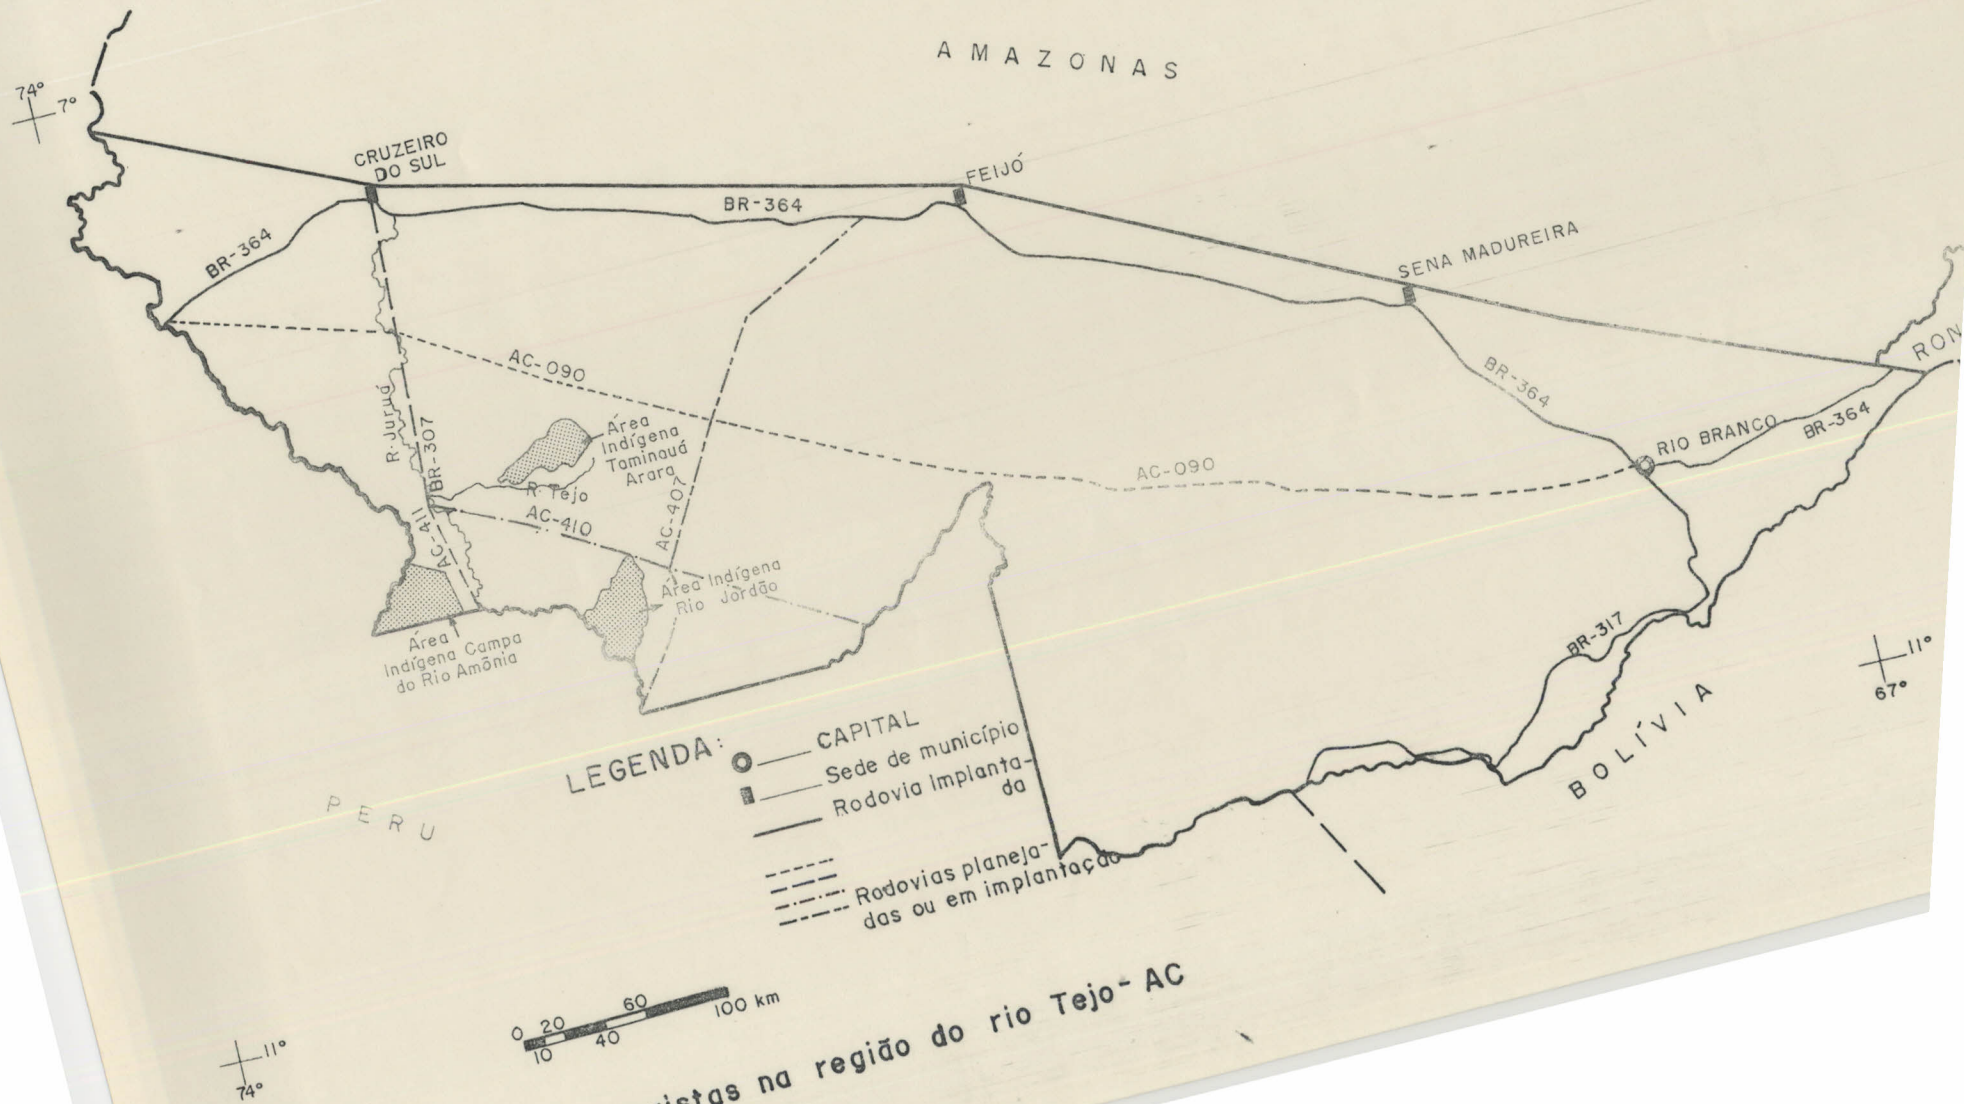 AMAZONAS
74°
7°
CRUZEIRO
DO SUL
FEIJÓ
BR-364
BR-364
SENA MADUREIRA
RON
AC-090
BR-364
R. Juruá
BR-307
Área
Indígena
Taminauá
Arara
RIO BRANCO
BR-364
AC-090
R. Tejo
AC-410
AC-411
AC-407
Área Indígena
Rio Jordão
Área
Indígena Campa
do Rio Amônia
BR-317
11°
67°
BOLÍVIA
PERU
LEGENDA:
CAPITAL
Sede de município
Rodovia Implanta-
da
Rodovias planeja-
das ou em implantação
0 20 60 100 km
10 40
11°
74°
istas na região do rio Tejo - AC